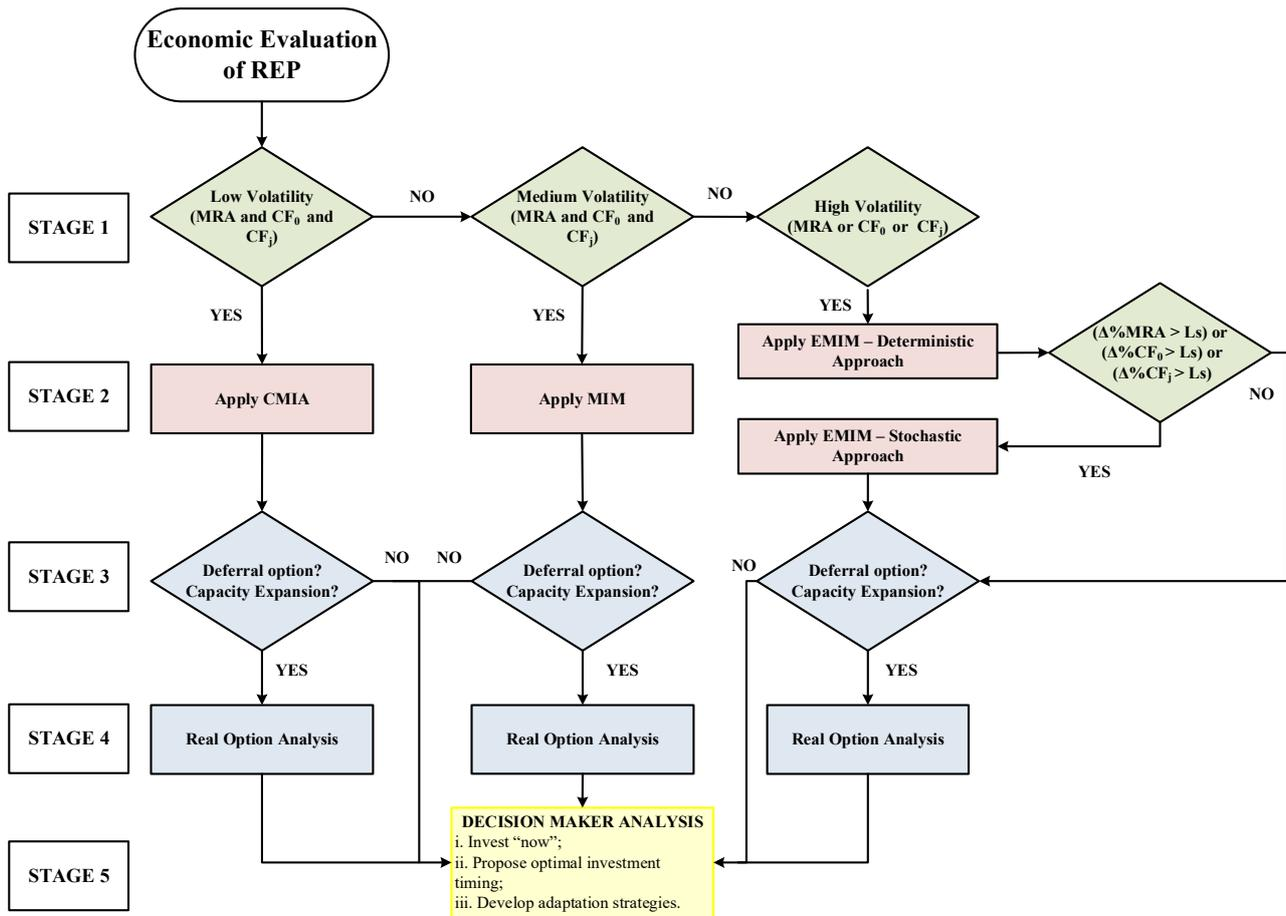 Economic Evaluation
of REP
STAGE 1
Low Volatility
(MRA and CF₀ and
CFⱼ)
NO
Medium Volatility
(MRA and CF₀ and
CFⱼ)
NO
High Volatility
(MRA or CF₀ or CFⱼ)
YES
YES
YES
STAGE 2
Apply CMIA
Apply MIM
Apply EMIM – Deterministic
Approach
(Δ%MRA > Ls) or
(Δ%CF₀ > Ls) or
(Δ%CFⱼ > Ls)
NO
YES
Apply EMIM – Stochastic
Approach
STAGE 3
Deferral option?
Capacity Expansion?
NO
NO
Deferral option?
Capacity Expansion?
NO
Deferral option?
Capacity Expansion?
YES
YES
YES
STAGE 4
Real Option Analysis
Real Option Analysis
Real Option Analysis
STAGE 5
DECISION MAKER ANALYSIS
i. Invest “now”;
ii. Propose optimal investment
timing;
iii. Develop adaptation strategies.